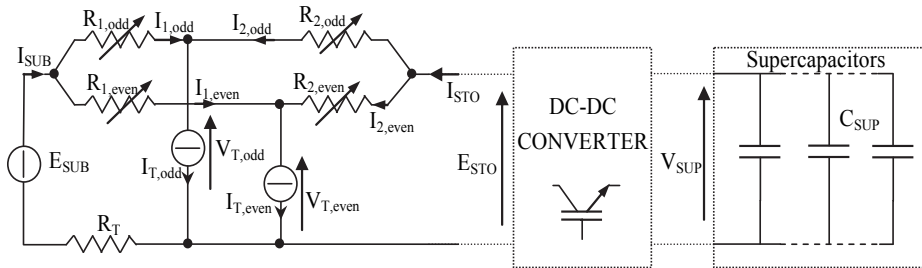 R1,odd
I1,odd
I2,odd
R2,odd
ISUB
R1,even
I1,even
R2,even
I2,even
ISTO
ESUB
VT,odd
IT,odd
IT,even
VT,even
RT
ESTO
DC-DC
CONVERTER
VSUP
Supercapacitors
CSUP